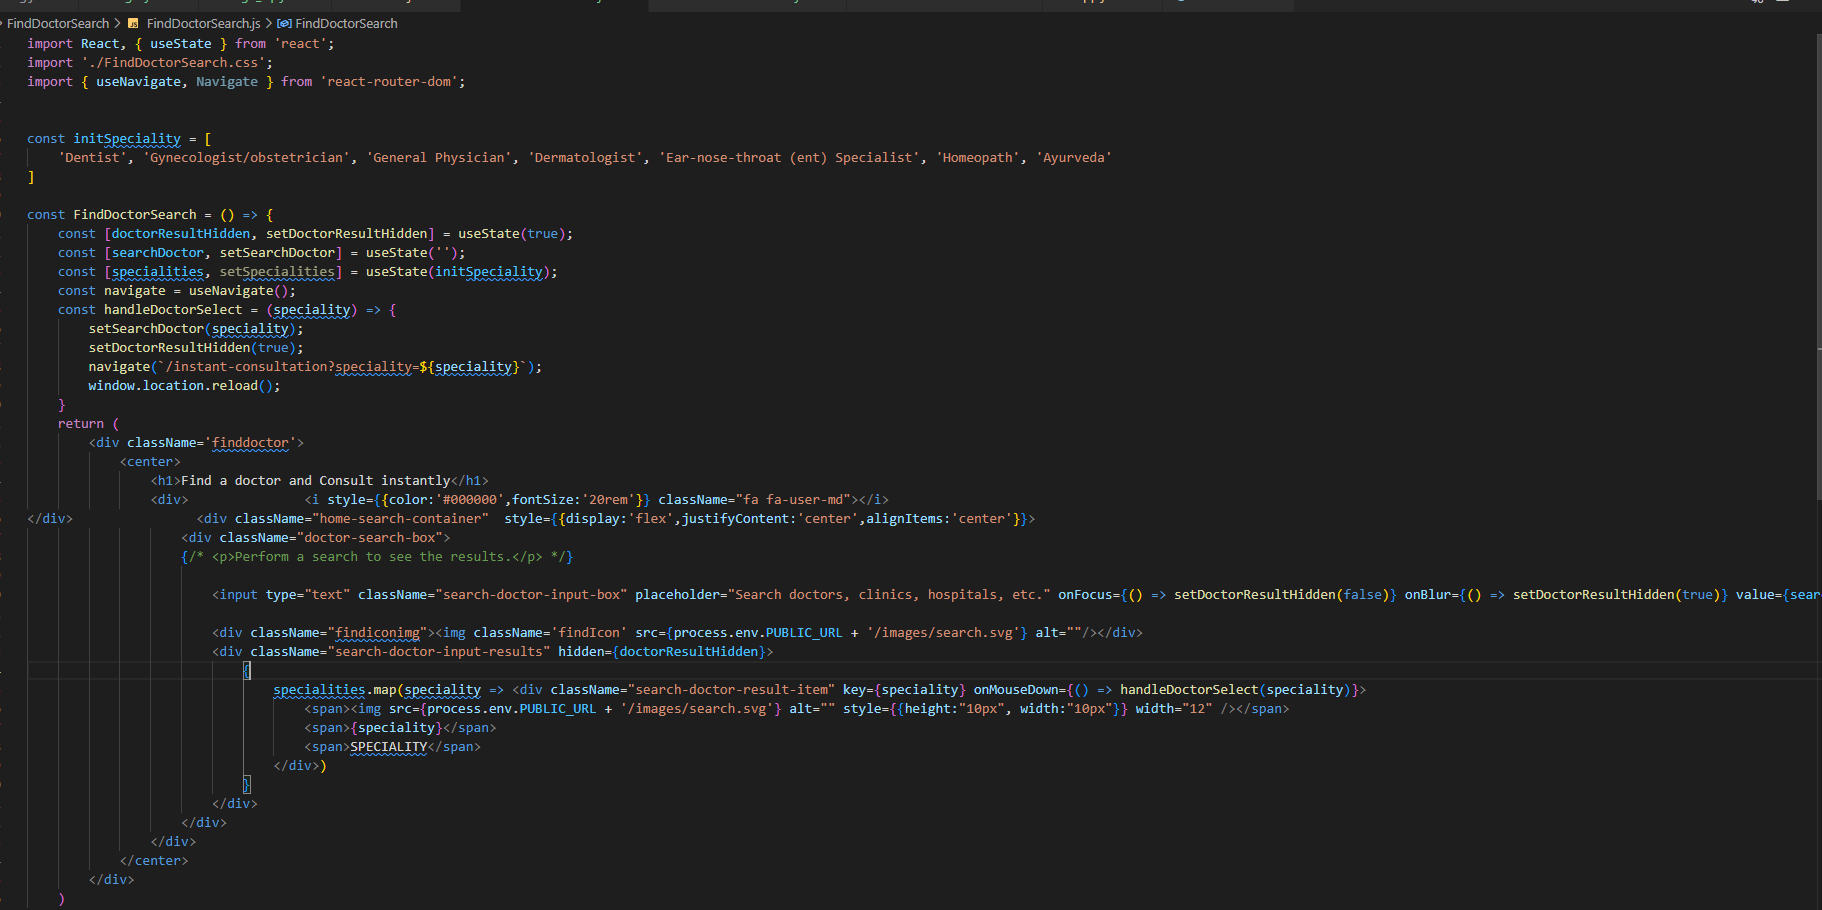 FindDoctorSearch > JS FindDoctorSearch.js > FindDoctorSearch
import React, { useState } from 'react';
import './FindDoctorSearch.css';
import { useNavigate, Navigate } from 'react-router-dom';
const initSpeciality = [
    'Dentist', 'Gynecologist/obstetrician', 'General Physician', 'Dermatologist', 'Ear-nose-throat (ent) Specialist', 'Homeopath', 'Ayurveda'
]
const FindDoctorSearch = () => {
    const [doctorResultHidden, setDoctorResultHidden] = useState(true);
    const [searchDoctor, setSearchDoctor] = useState('');
    const [specialities, setSpecialities] = useState(initSpeciality);
    const navigate = useNavigate();
    const handleDoctorSelect = (speciality) => {
        setSearchDoctor(speciality);
        setDoctorResultHidden(true);
        navigate(`/instant-consultation?speciality=${speciality}`);
        window.location.reload();
    }
    return (
        <div className='finddoctor'>
            <center>
                <h1>Find a doctor and Consult instantly</h1>
                <div>               <i style={{color:'#000000',fontSize:'20rem'}} className="fa fa-user-md"></i>
</div>                <div className="home-search-container"  style={{display:'flex',justifyContent:'center',alignItems:'center'}}>
                    <div className="doctor-search-box">
                    {/* <p>Perform a search to see the results.</p> */}
                        <input type="text" className="search-doctor-input-box" placeholder="Search doctors, clinics, hospitals, etc." onFocus={() => setDoctorResultHidden(false)} onBlur={() => setDoctorResultHidden(true)} value={sear
                        <div className="findiconimg"><img className='findIcon' src={process.env.PUBLIC_URL + '/images/search.svg'} alt=""/></div>
                        <div className="search-doctor-input-results" hidden={doctorResultHidden}>
                            {
                                specialities.map(speciality => <div className="search-doctor-result-item" key={speciality} onMouseDown={() => handleDoctorSelect(speciality)}>
                                    <span><img src={process.env.PUBLIC_URL + '/images/search.svg'} alt="" style={{height:"10px", width:"10px"}} width="12" /></span>
                                    <span>{speciality}</span>
                                    <span>SPECIALITY</span>
                                </div>)
                            }
                        </div>
                    </div>
                </div>
            </center>
        </div>
    )